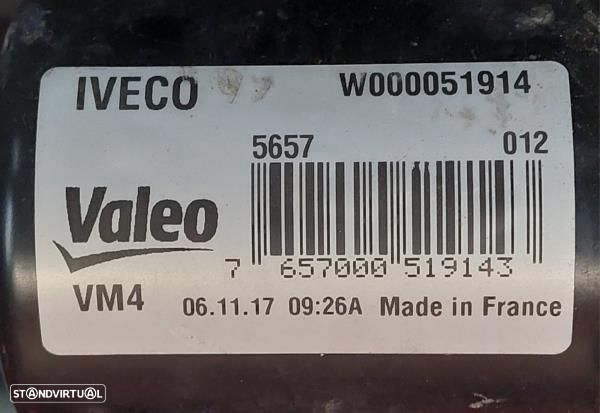 IVECO W000051914
5657 012
Valeo
7 657000 519143
VM4 06.11.17 09:26A Made in France
STANDVIRTUAL